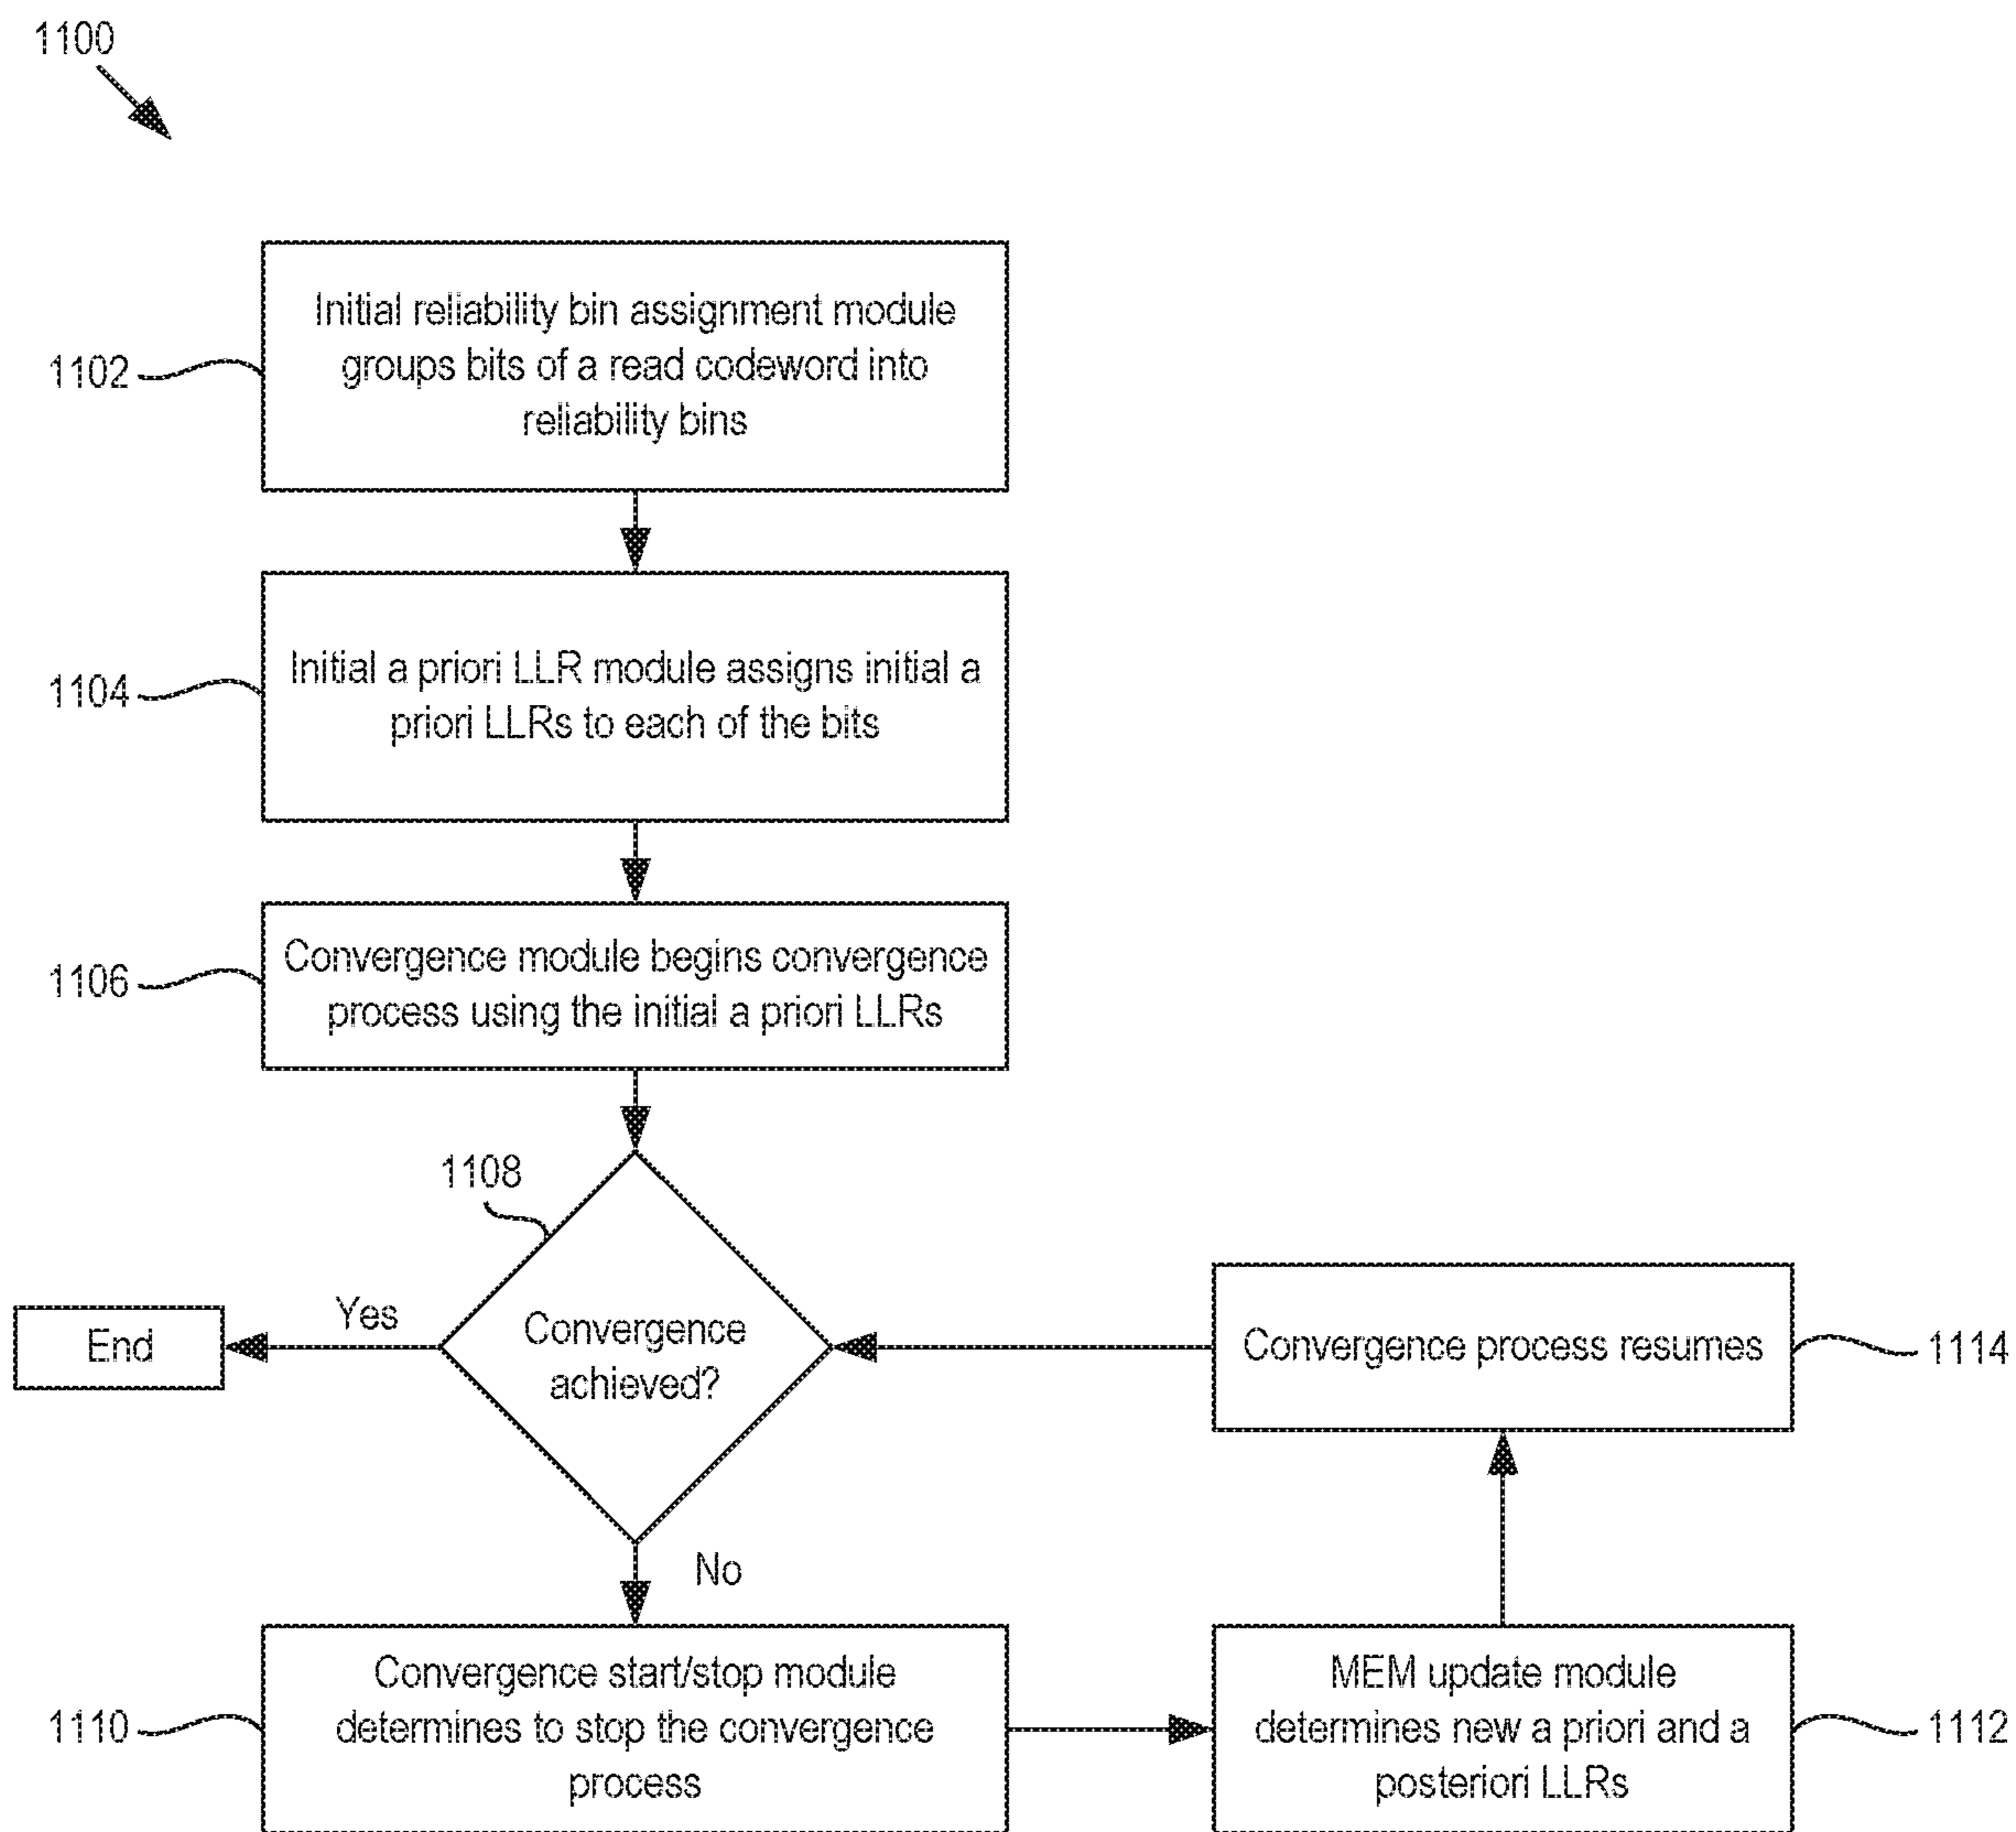 1100
1102
Initial reliability bin assignment module
groups bits of a read codeword into
reliability bins
1104
Initial a priori LLR module assigns initial a
priori LLRs to each of the bits
1106
Convergence module begins convergence
process using the initial a priori LLRs
1108
Convergence
achieved?
Yes
End
No
1110
Convergence start/stop module
determines to stop the convergence
process
MEM update module
determines new a priori and a
posteriori LLRs
1112
Convergence process resumes
1114